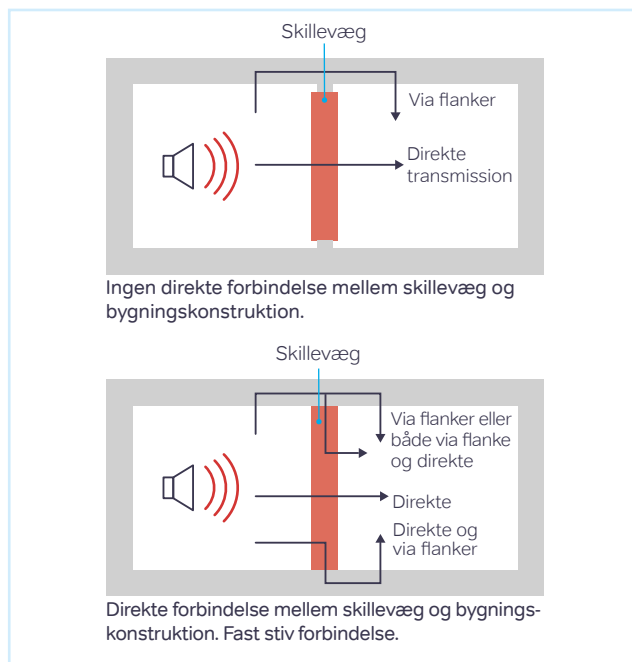 Skillevæg
Via flanker
Direkte
transmission
Ingen direkte forbindelse mellem skillevæg og
bygningskonstruktion.
Skillevæg
Via flanker eller
både via flanke
og direkte
Direkte
Direkte og
via flanker
Direkte forbindelse mellem skillevæg og bygnings-
konstruktion. Fast stiv forbindelse.